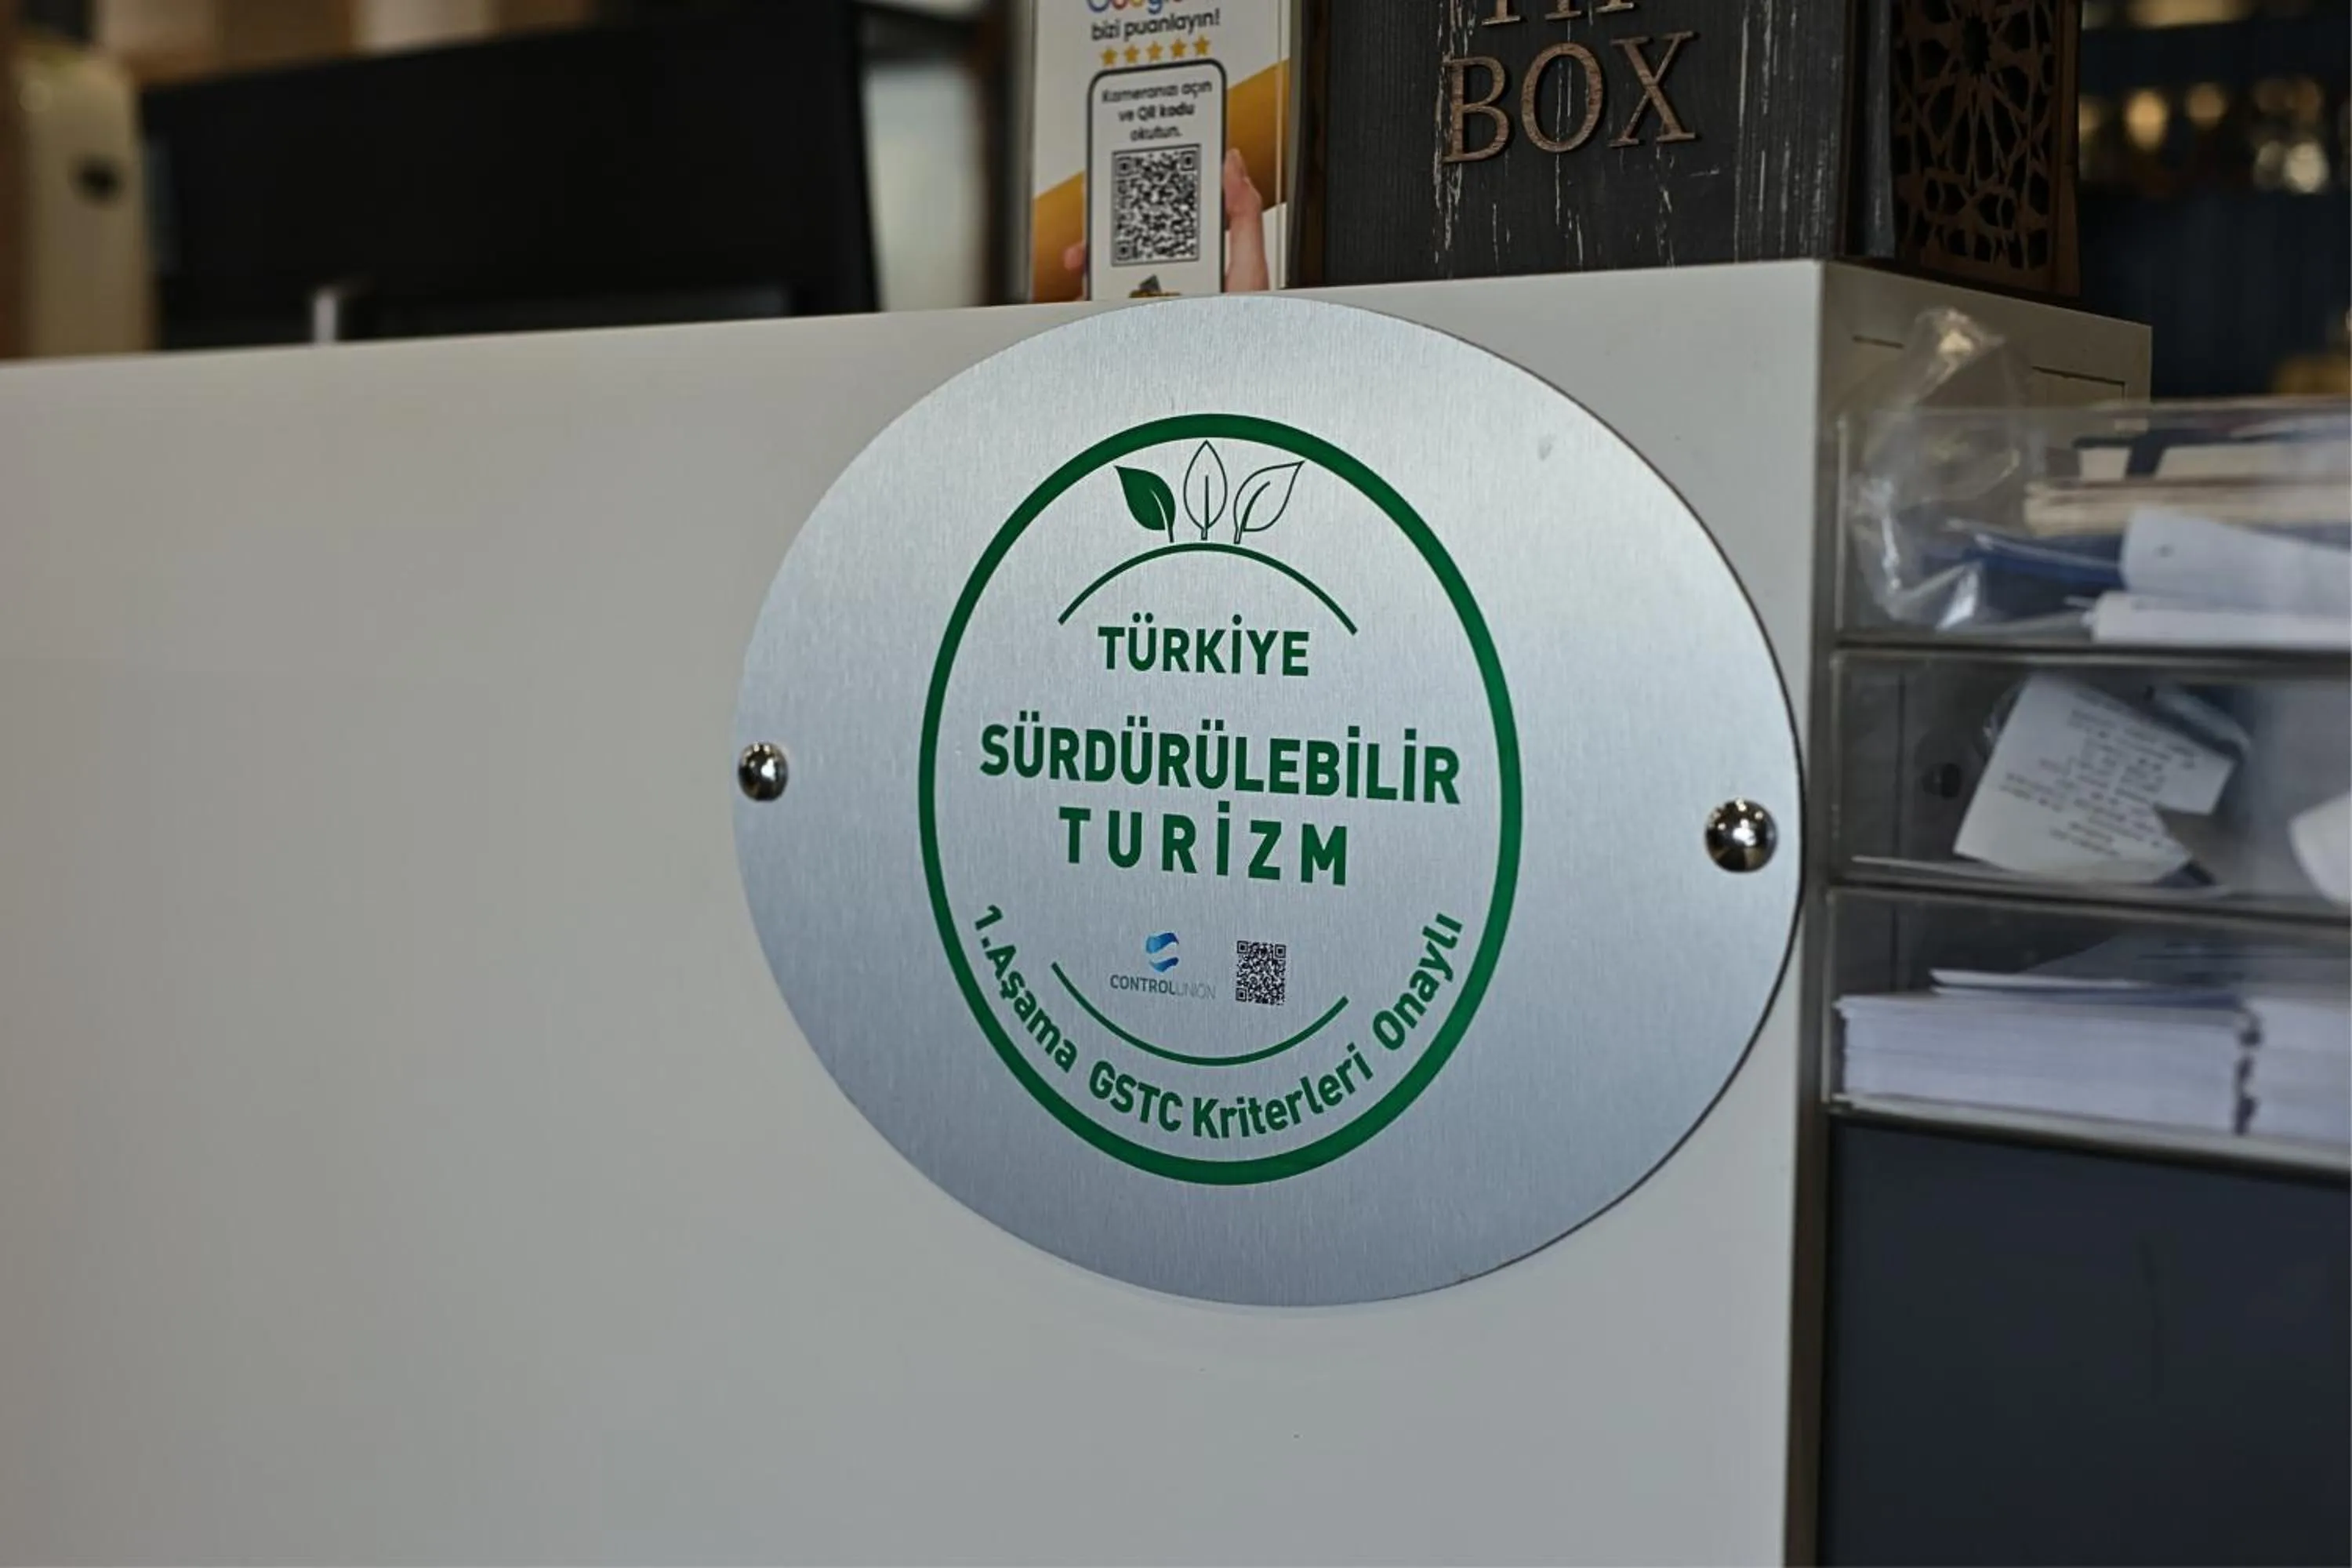 Google
bizi puanlayın!
Kameranızı açın
ve QR kodu
okutun.
BOX
TÜRKİYE
SÜRDÜRÜLEBİLİR
TURİZM
CONTROLUNION
1.Aşama GSTC Kriterleri Onaylı